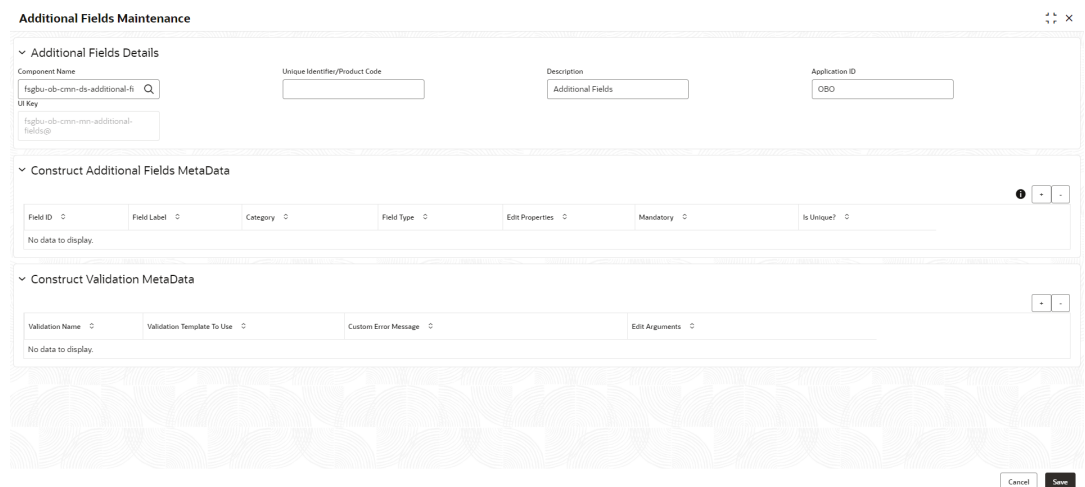 Additional Fields Maintenance
Additional Fields Details
Component Name
Unique Identifier/Product Code
Description
Application ID
fsgbu-ob-cmn-ds-additional-fi
Additional Fields
OBO
UI Key
fsgbu-ob-cmn-mn-additional-
fields@
Construct Additional Fields MetaData
+ -
Field ID Field Label Category Field Type Edit Properties Mandatory Is Unique?
No data to display.
Construct Validation MetaData
+ -
Validation Name Validation Template To Use Custom Error Message Edit Arguments
No data to display.
Cancel Save